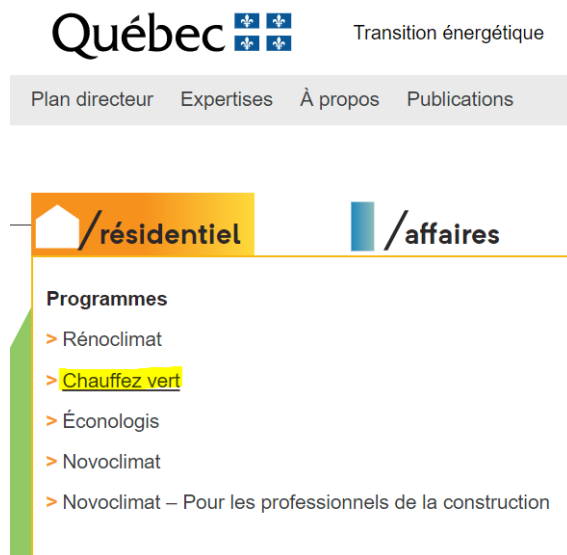 Québec
Transition énergétique
Plan directeur Expertises À propos Publications
/résidentiel /affaires
Programmes
> Rénoclimat
> Chauffez vert
> Éconologis
> Novoclimat
> Novoclimat – Pour les professionnels de la construction